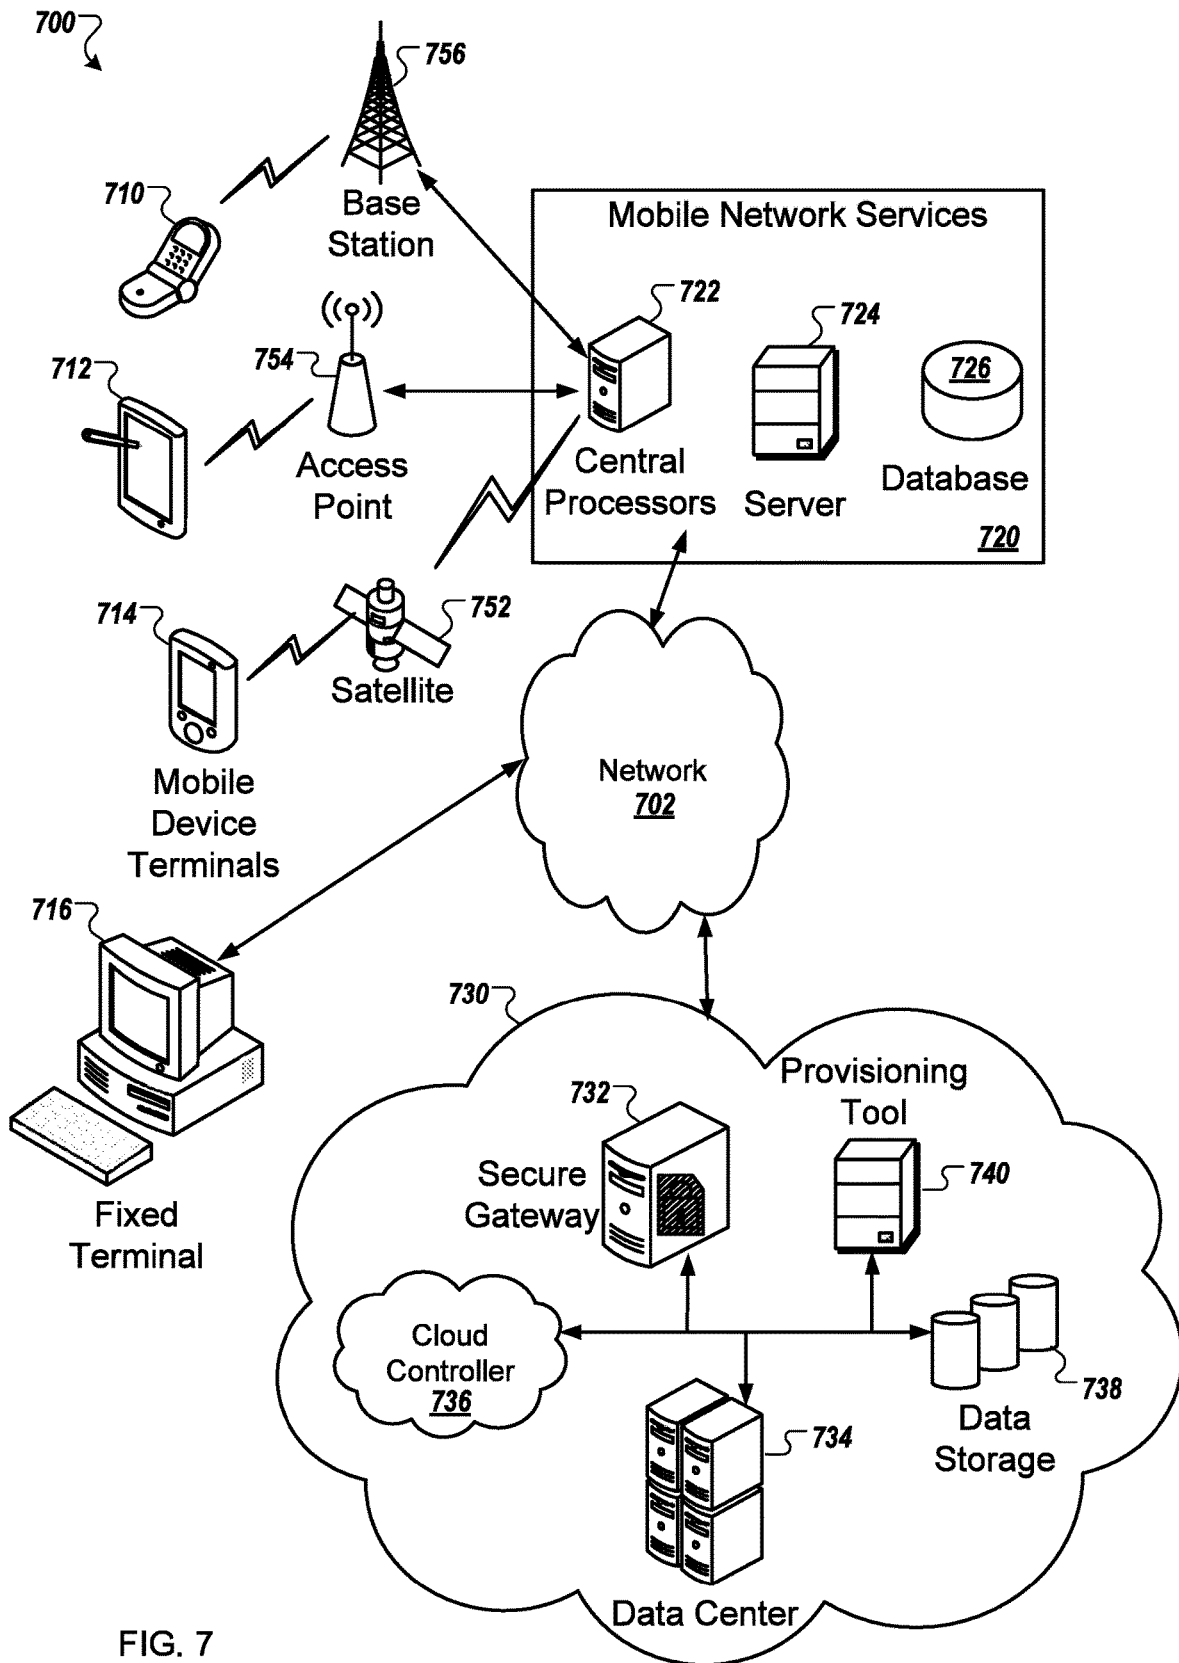 700
756
710
Base
Station
Mobile Network Services
722
724
726
754
712
Access
Point
Central
Processors
Server
Database
720
714
752
Satellite
Mobile
Device
Terminals
Network
702
716
730
Provisioning
Tool
732
Secure
Gateway
740
Fixed
Terminal
Cloud
Controller
736
738
Data
Storage
734
Data Center
FIG. 7